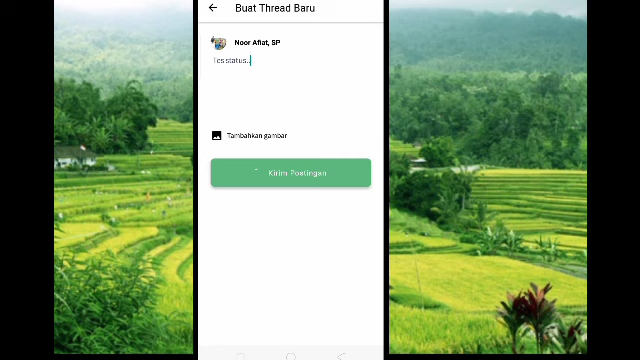 Buat Thread Baru
Noor Afiat, SP
Tes status..
Tambahkan gambar
Kirim Postingan